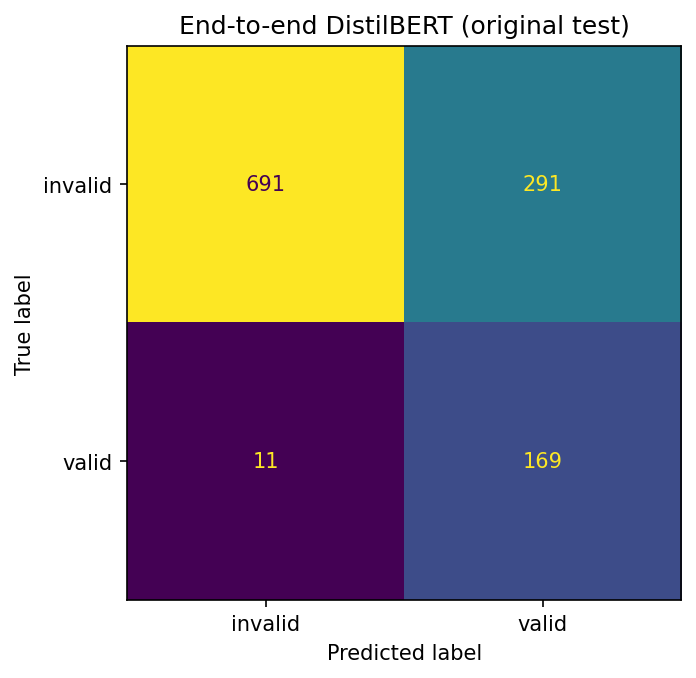 End-to-end DistilBERT (original test)
invalid
691
291
True label
valid
11
169
invalid
valid
Predicted label